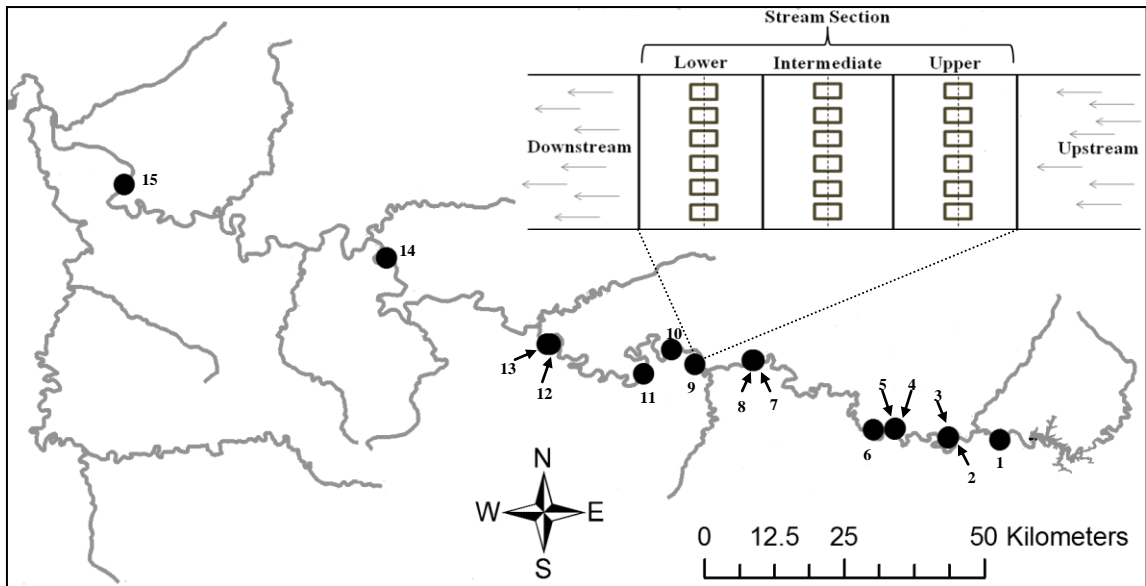 Stream Section
Lower Intermediate Upper
Downstream Upstream
15
14
10
13
12
11
9
8
7
5
4
3
6
2
1
N
W E
S
0 12.5 25 50 Kilometers